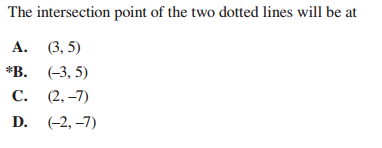 The intersection point of the two dotted lines will be at
A. (3, 5)
*B. (–3, 5)
C. (2, –7)
D. (–2, –7)